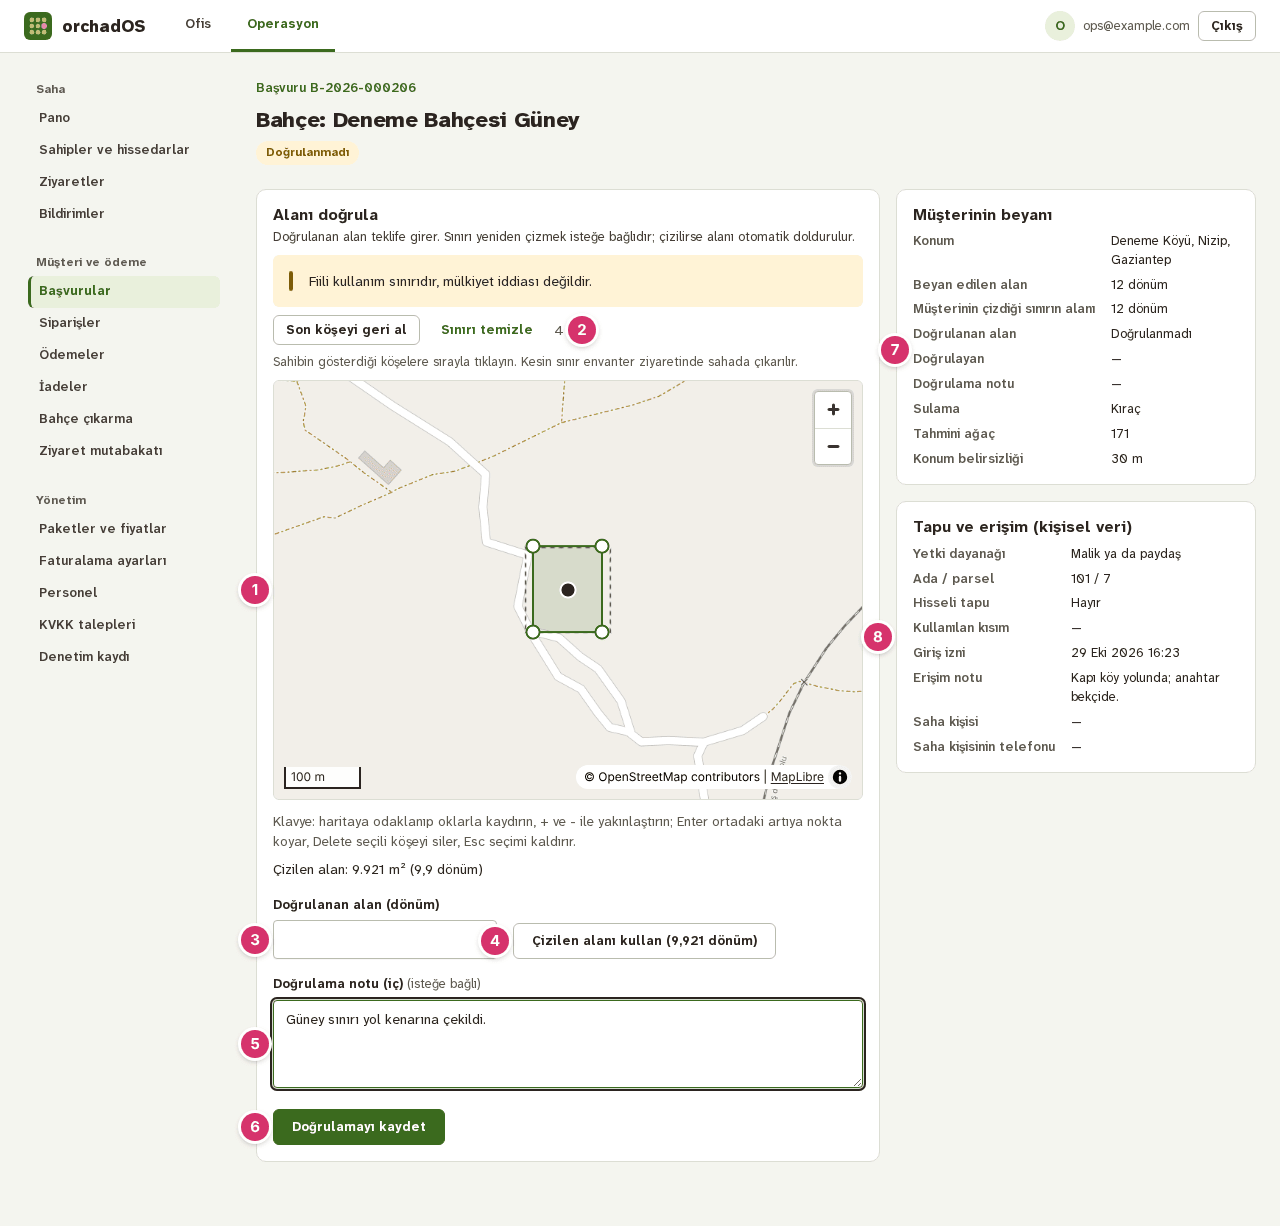 orchadOS
Ofis
Operasyon
O
ops@example.com
Çıkış
Saha
Pano
Sahipler ve hissedarlar
Ziyaretler
Bildirimler
Müşteri ve ödeme
Başvurular
Siparişler
Ödemeler
İadeler
Bahçe çıkarma
Ziyaret mutabakatı
Yönetim
Paketler ve fiyatlar
Faturalama ayarları
Personel
KVKK talepleri
Denetim kaydı
Başvuru B-2026-000206
Bahçe: Deneme Bahçesi Güney
Doğrulanmadı
Alanı doğrula
Doğrulanan alan teklife girer. Sınırı yeniden çizmek isteğe bağlıdır; çizilirse alanı otomatik doldurulur.
Fiili kullanım sınırıdır, mülkiyet iddiası değildir.
Son köşeyi geri al
Sınırı temizle
4
2
Sahibin gösterdiği köşelere sırayla tıklayın. Kesin sınır envanter ziyaretinde sahada çıkarılır.
+
−
1
100 m
© OpenStreetMap contributors | MapLibre
Klavye: haritaya odaklanıp oklarla kaydırın, + ve - ile yakınlaştırın; Enter ortadaki artıya nokta
koyar, Delete seçili köşeyi siler, Esc seçimi kaldırır.
Çizilen alan: 9.921 m² (9,9 dönüm)
Doğrulanan alan (dönüm)
3
4
Çizilen alanı kullan (9,921 dönüm)
Doğrulama notu (iç) (isteğe bağlı)
5
Güney sınırı yol kenarına çekildi.
6
Doğrulamayı kaydet
Müşterinin beyanı
Konum
Deneme Köyü, Nizip,
Gaziantep
Beyan edilen alan
12 dönüm
Müşterinin çizdiği sınırın alanı
12 dönüm
Doğrulanan alan
Doğrulanmadı
7
Doğrulayan
—
Doğrulama notu
—
Sulama
Kıraç
Tahmini ağaç
171
Konum belirsizliği
30 m
Tapu ve erişim (kişisel veri)
Yetki dayanağı
Malik ya da paydaş
Ada / parsel
101 / 7
Hisseli tapu
Hayır
8
Kullanılan kısım
—
Giriş izni
29 Eki 2026 16:23
Erişim notu
Kapı köy yolunda; anahtar
bekçide.
Saha kişisi
—
Saha kişisinin telefonu
—